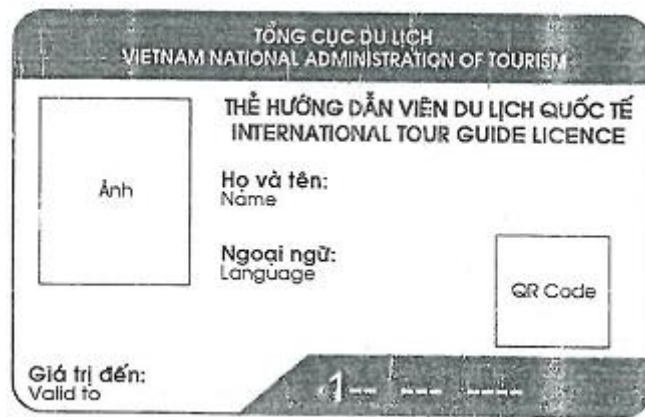 TỔNG CỤC DU LỊCH
VIETNAM NATIONAL ADMINISTRATION OF TOURISM
THẺ HƯỚNG DẪN VIÊN DU LỊCH QUỐC TẾ
INTERNATIONAL TOUR GUIDE LICENCE
Ảnh
Họ và tên:
Name
Ngoại ngữ:
Language
QR Code
Giá trị đến:
Valid to
1-- --- ----